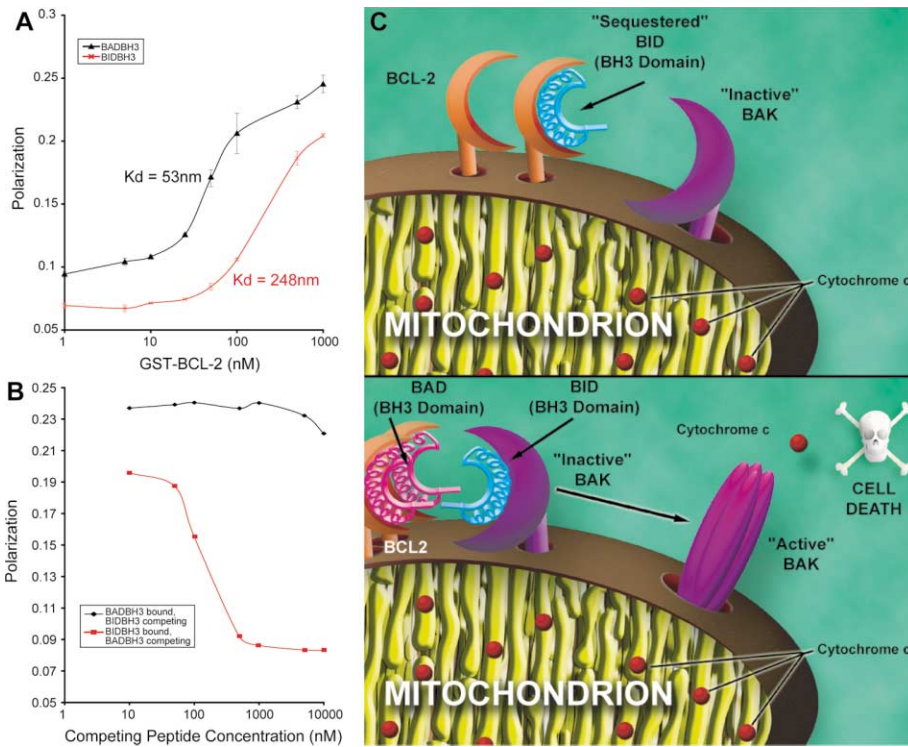 A
BADBH3
BIDBH3
0.25
0.2
0.15
0.1
0.05
Polarization
Kd = 53nm
Kd = 248nm
1
10
100
1000
GST-BCL-2 (nM)
B
0.25
0.23
0.21
0.19
0.17
0.15
0.13
0.11
0.09
0.07
0.05
Polarization
BADBH3 bound,
BIDBH3 competing
BIDBH3 bound,
BADBH3 competing
1
10
100
1000
10000
Competing Peptide Concentration (nM)
C
"Sequestered"
BID
(BH3 Domain)
BCL-2
"Inactive"
BAK
Cytochrome c
MITOCHONDRION
BAD
(BH3 Domain)
BID
(BH3 Domain)
"Inactive"
BAK
Cytochrome c
CELL
DEATH
BCL2
"Active"
BAK
Cytochrome c
MITOCHONDRION